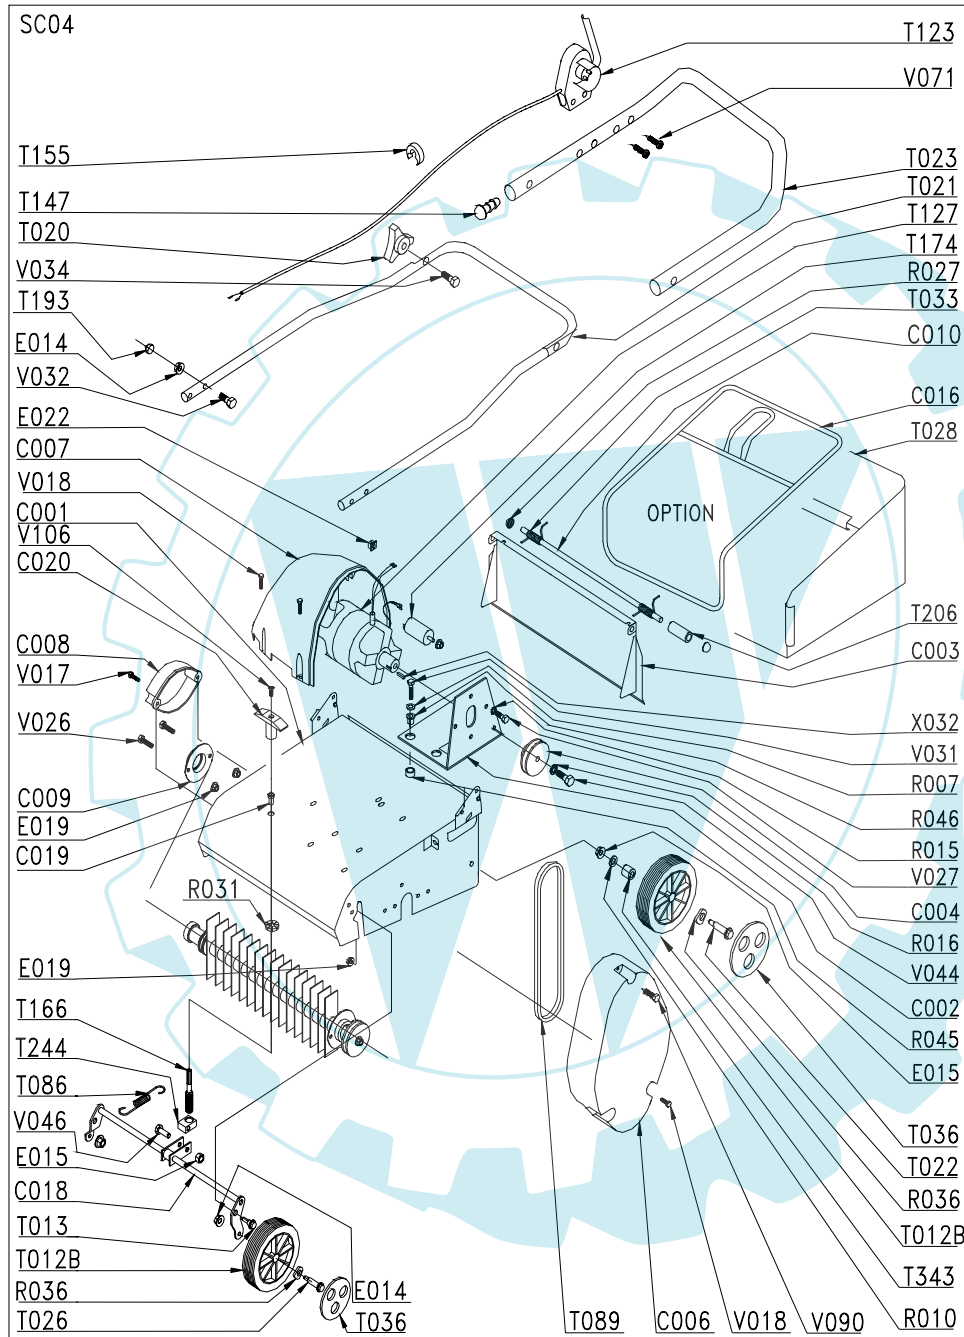 SC04
T123
V071
T155
T023
T021
T147
T127
T020
T174
V034
R027
T193
T033
E014
C010
V032
C016
E022
T028
C007
V018
C001
OPTION
V106
C020
T206
C008
C003
V017
X032
V026
V031
C009
R007
E019
R046
C019
R015
V027
R031
C004
R016
E019
V044
T166
C002
T244
R045
T086
E015
V046
T036
E015
T022
C018
R036
T013
T012B
T012B
T343
R036
E014
R010
T026
T036
T089
C006
V018
V090